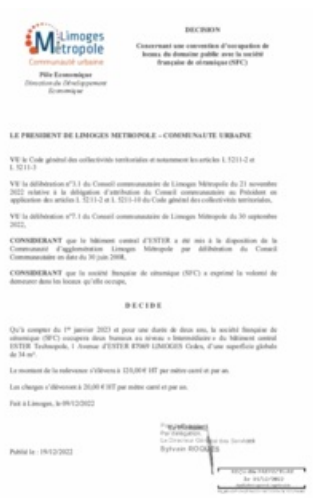 Limoges
Métropole
Communauté urbaine
Pôle Economique
Direction du Développement
Economique
DECISION
Concernant une convention d'occupation de
locaux du domaine public avec la société
française de céramique (SFC)
LE PRESIDENT DE LIMOGES METROPOLE – COMMUNAUTE URBAINE
VU le Code général des collectivités territoriales et notamment les articles L 5211-2 et
L 5211-3
VU la délibération n°3.1 du Conseil communautaire de Limoges Métropole du 21 novembre
2022 relative à la délégation d'attribution du Conseil communautaire au Président en
application des articles L 5211-2 et L 5211-10 du Code général des collectivités territoriales,
VU la délibération n°7.1 du Conseil communautaire de Limoges Métropole du 30 septembre
2022,
CONSIDERANT que le bâtiment central d'ESTER a été mis à la disposition de la
Communauté d'agglomération Limoges Métropole par délibération du Conseil
Communautaire en date du 30 juin 2008,
CONSIDERANT que la société française de céramique (SFC) a exprimé la volonté de
demeurer dans les locaux qu'elle occupe,
DECIDE
Qu'à compter du 1er janvier 2023 et pour une durée de deux ans, la société française de
céramique (SFC) occupera deux bureaux au niveau « Intermédiaire » du bâtiment central
ESTER Technopole, 1 Avenue d'ESTER 87069 LIMOGES Cedex, d'une superficie globale
de 34 m².
Le montant de la redevance s'élèvera à 120,00 € HT par mètre carré et par an.
Les charges s'élèveront à 20,00 € HT par mètre carré et par an.
Fait à Limoges, le 09/12/2022
Par délégation,
Le Directeur Général des Services
Sylvain ROQUES
Publié le : 19/12/2022